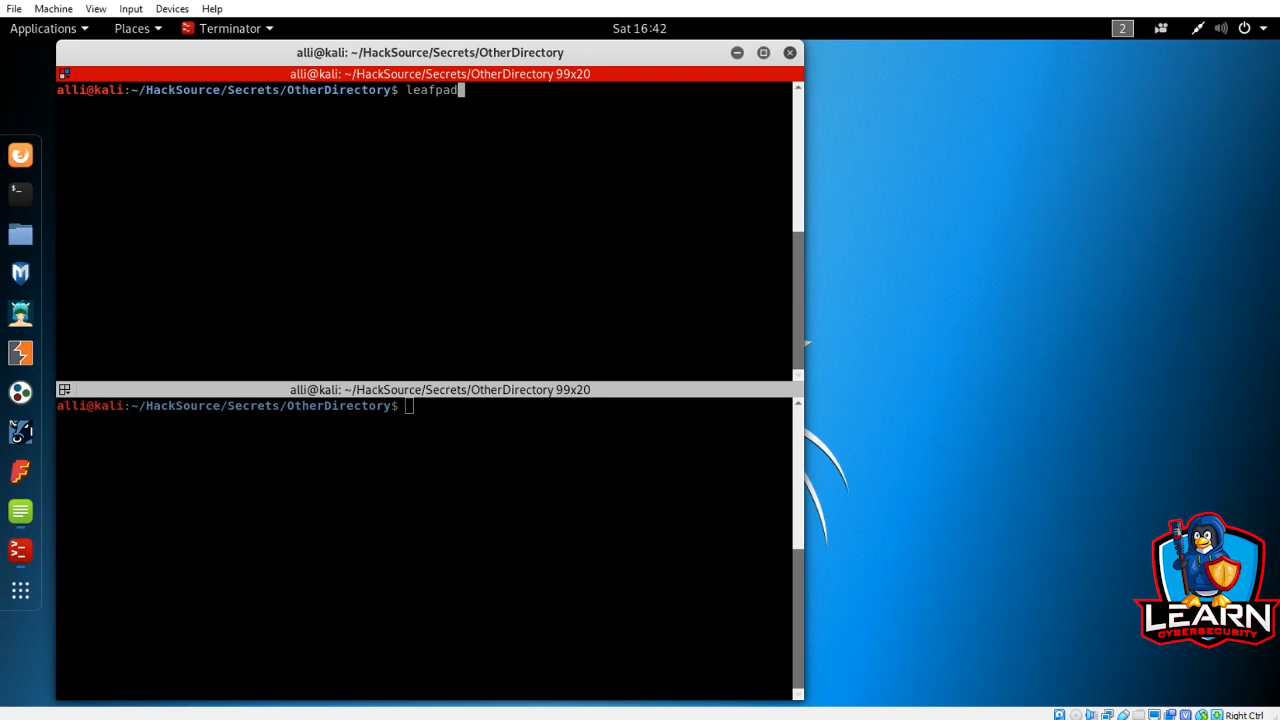 File Machine View Input Devices Help
Applications Places Terminator Sat 16:42 2
alli@kali: ~/HackSource/Secrets/OtherDirectory
alli@kali: ~/HackSource/Secrets/OtherDirectory 99x20
alli@kali:~/HackSource/Secrets/OtherDirectory$ leafpad
alli@kali: ~/HackSource/Secrets/OtherDirectory 99x20
alli@kali:~/HackSource/Secrets/OtherDirectory$
LEARN
CYBERSECURITY
Right Ctrl